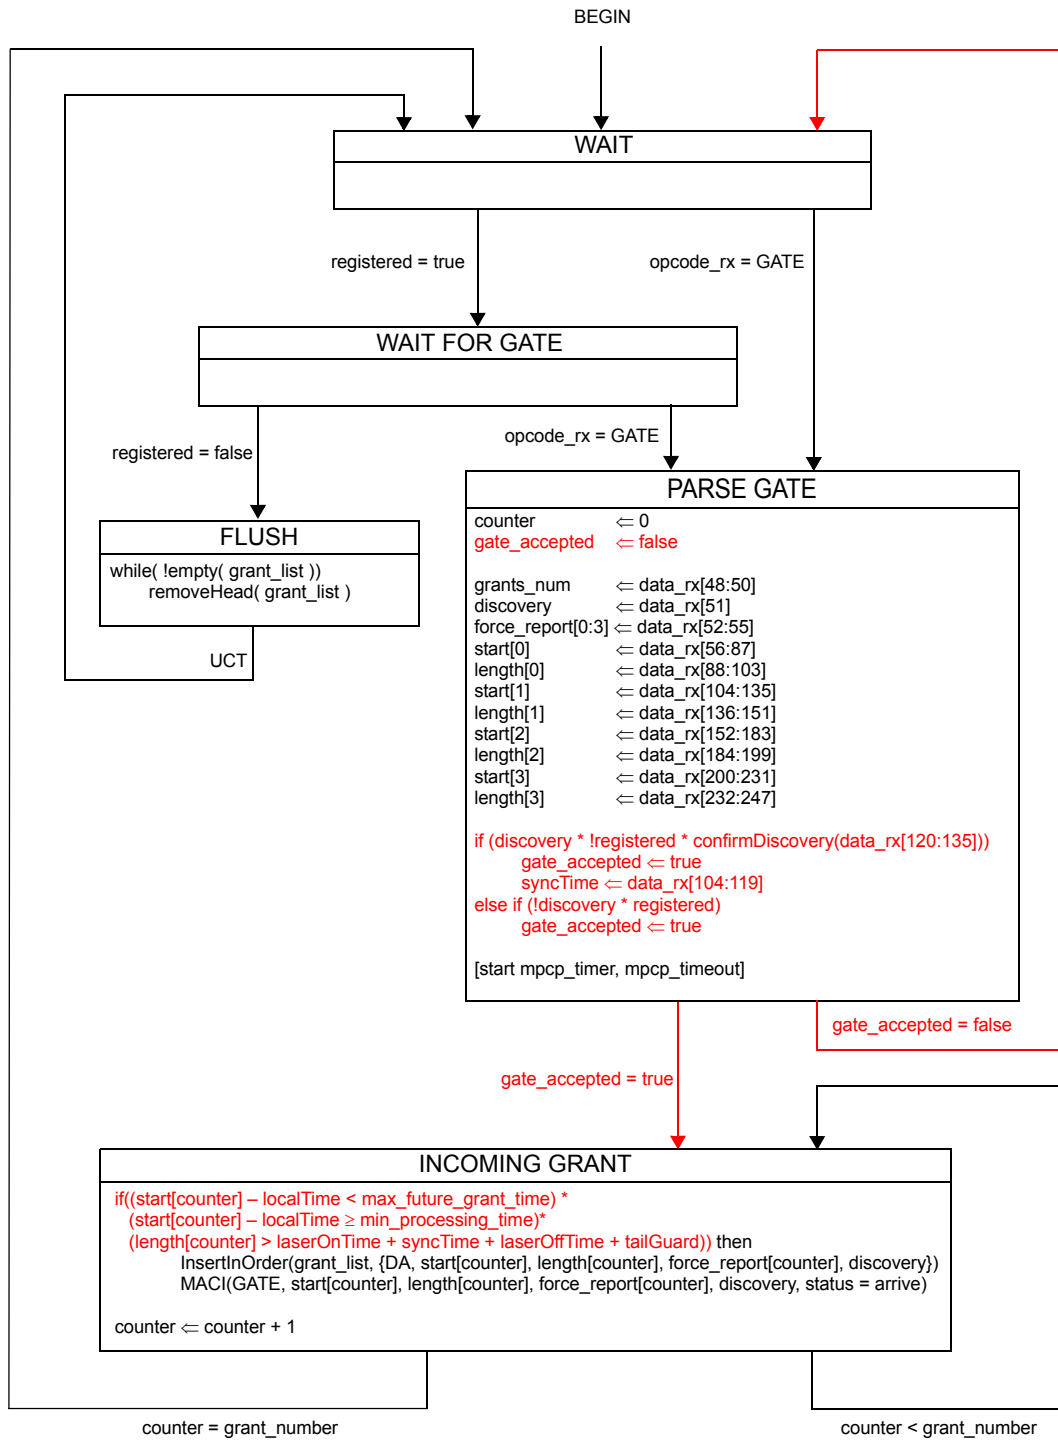 BEGIN
WAIT
registered = true
opcode_rx = GATE
WAIT FOR GATE
registered = false
opcode_rx = GATE
FLUSH
while( !empty( grant_list ))
removeHead( grant_list )
UCT
PARSE GATE
counter ⇐ 0
gate_accepted ⇐ false
grants_num ⇐ data_rx[48:50]
discovery ⇐ data_rx[51]
force_report[0:3] ⇐ data_rx[52:55]
start[0] ⇐ data_rx[56:87]
length[0] ⇐ data_rx[88:103]
start[1] ⇐ data_rx[104:135]
length[1] ⇐ data_rx[136:151]
start[2] ⇐ data_rx[152:183]
length[2] ⇐ data_rx[184:199]
start[3] ⇐ data_rx[200:231]
length[3] ⇐ data_rx[232:247]
if (discovery * !registered * confirmDiscovery(data_rx[120:135]))
gate_accepted ⇐ true
syncTime ⇐ data_rx[104:119]
else if (!discovery * registered)
gate_accepted ⇐ true
[start mpcp_timer, mpcp_timeout]
gate_accepted = false
gate_accepted = true
INCOMING GRANT
if((start[counter] – localTime < max_future_grant_time) *
(start[counter] – localTime ≥ min_processing_time)*
(length[counter] > laserOnTime + syncTime + laserOffTime + tailGuard)) then
InsertInOrder(grant_list, {DA, start[counter], length[counter], force_report[counter], discovery})
MACI(GATE, start[counter], length[counter], force_report[counter], discovery, status = arrive)
counter ⇐ counter + 1
counter = grant_number
counter < grant_number